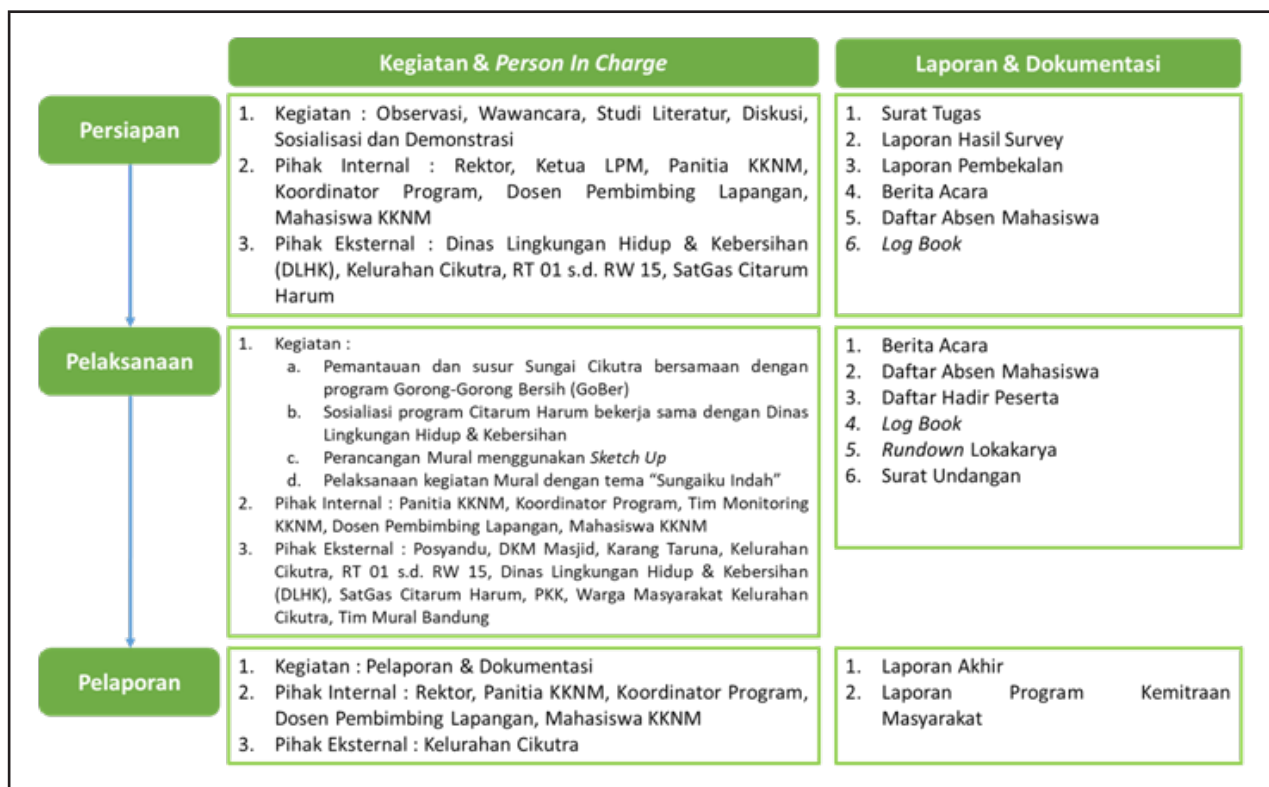 Kegiatan & Person In Charge
Laporan & Dokumentasi
Persiapan
1. Kegiatan : Observasi, Wawancara, Studi Literatur, Diskusi,
Sosialisasi dan Demonstrasi
2. Pihak Internal : Rektor, Ketua LPM, Panitia KKNM,
Koordinator Program, Dosen Pembimbing Lapangan,
Mahasiswa KKNM
3. Pihak Eksternal : Dinas Lingkungan Hidup & Kebersihan
(DLHK), Kelurahan Cikutra, RT 01 s.d. RW 15, SatGas Citarum
Harum
1. Surat Tugas
2. Laporan Hasil Survey
3. Laporan Pembekalan
4. Berita Acara
5. Daftar Absen Mahasiswa
6. Log Book
Pelaksanaan
1. Kegiatan :
a. Pemantauan dan susur Sungai Cikutra bersamaan dengan
program Gorong-Gorong Bersih (GoBer)
b. Sosialiasi program Citarum Harum bekerja sama dengan Dinas
Lingkungan Hidup & Kebersihan
c. Perancangan Mural menggunakan Sketch Up
d. Pelaksanaan kegiatan Mural dengan tema “Sungaiku Indah”
2. Pihak Internal : Panitia KKNM, Koordinator Program, Tim Monitoring
KKNM, Dosen Pembimbing Lapangan, Mahasiswa KKNM
3. Pihak Eksternal : Posyandu, DKM Masjid, Karang Taruna, Kelurahan
Cikutra, RT 01 s.d. RW 15, Dinas Lingkungan Hidup & Kebersihan
(DLHK), SatGas Citarum Harum, PKK, Warga Masyarakat Kelurahan
Cikutra, Tim Mural Bandung
1. Berita Acara
2. Daftar Absen Mahasiswa
3. Daftar Hadir Peserta
4. Log Book
5. Rundown Lokakarya
6. Surat Undangan
Pelaporan
1. Kegiatan : Pelaporan & Dokumentasi
2. Pihak Internal : Rektor, Panitia KKNM, Koordinator Program,
Dosen Pembimbing Lapangan, Mahasiswa KKNM
3. Pihak Eksternal : Kelurahan Cikutra
1. Laporan Akhir
2. Laporan Program Kemitraan
Masyarakat